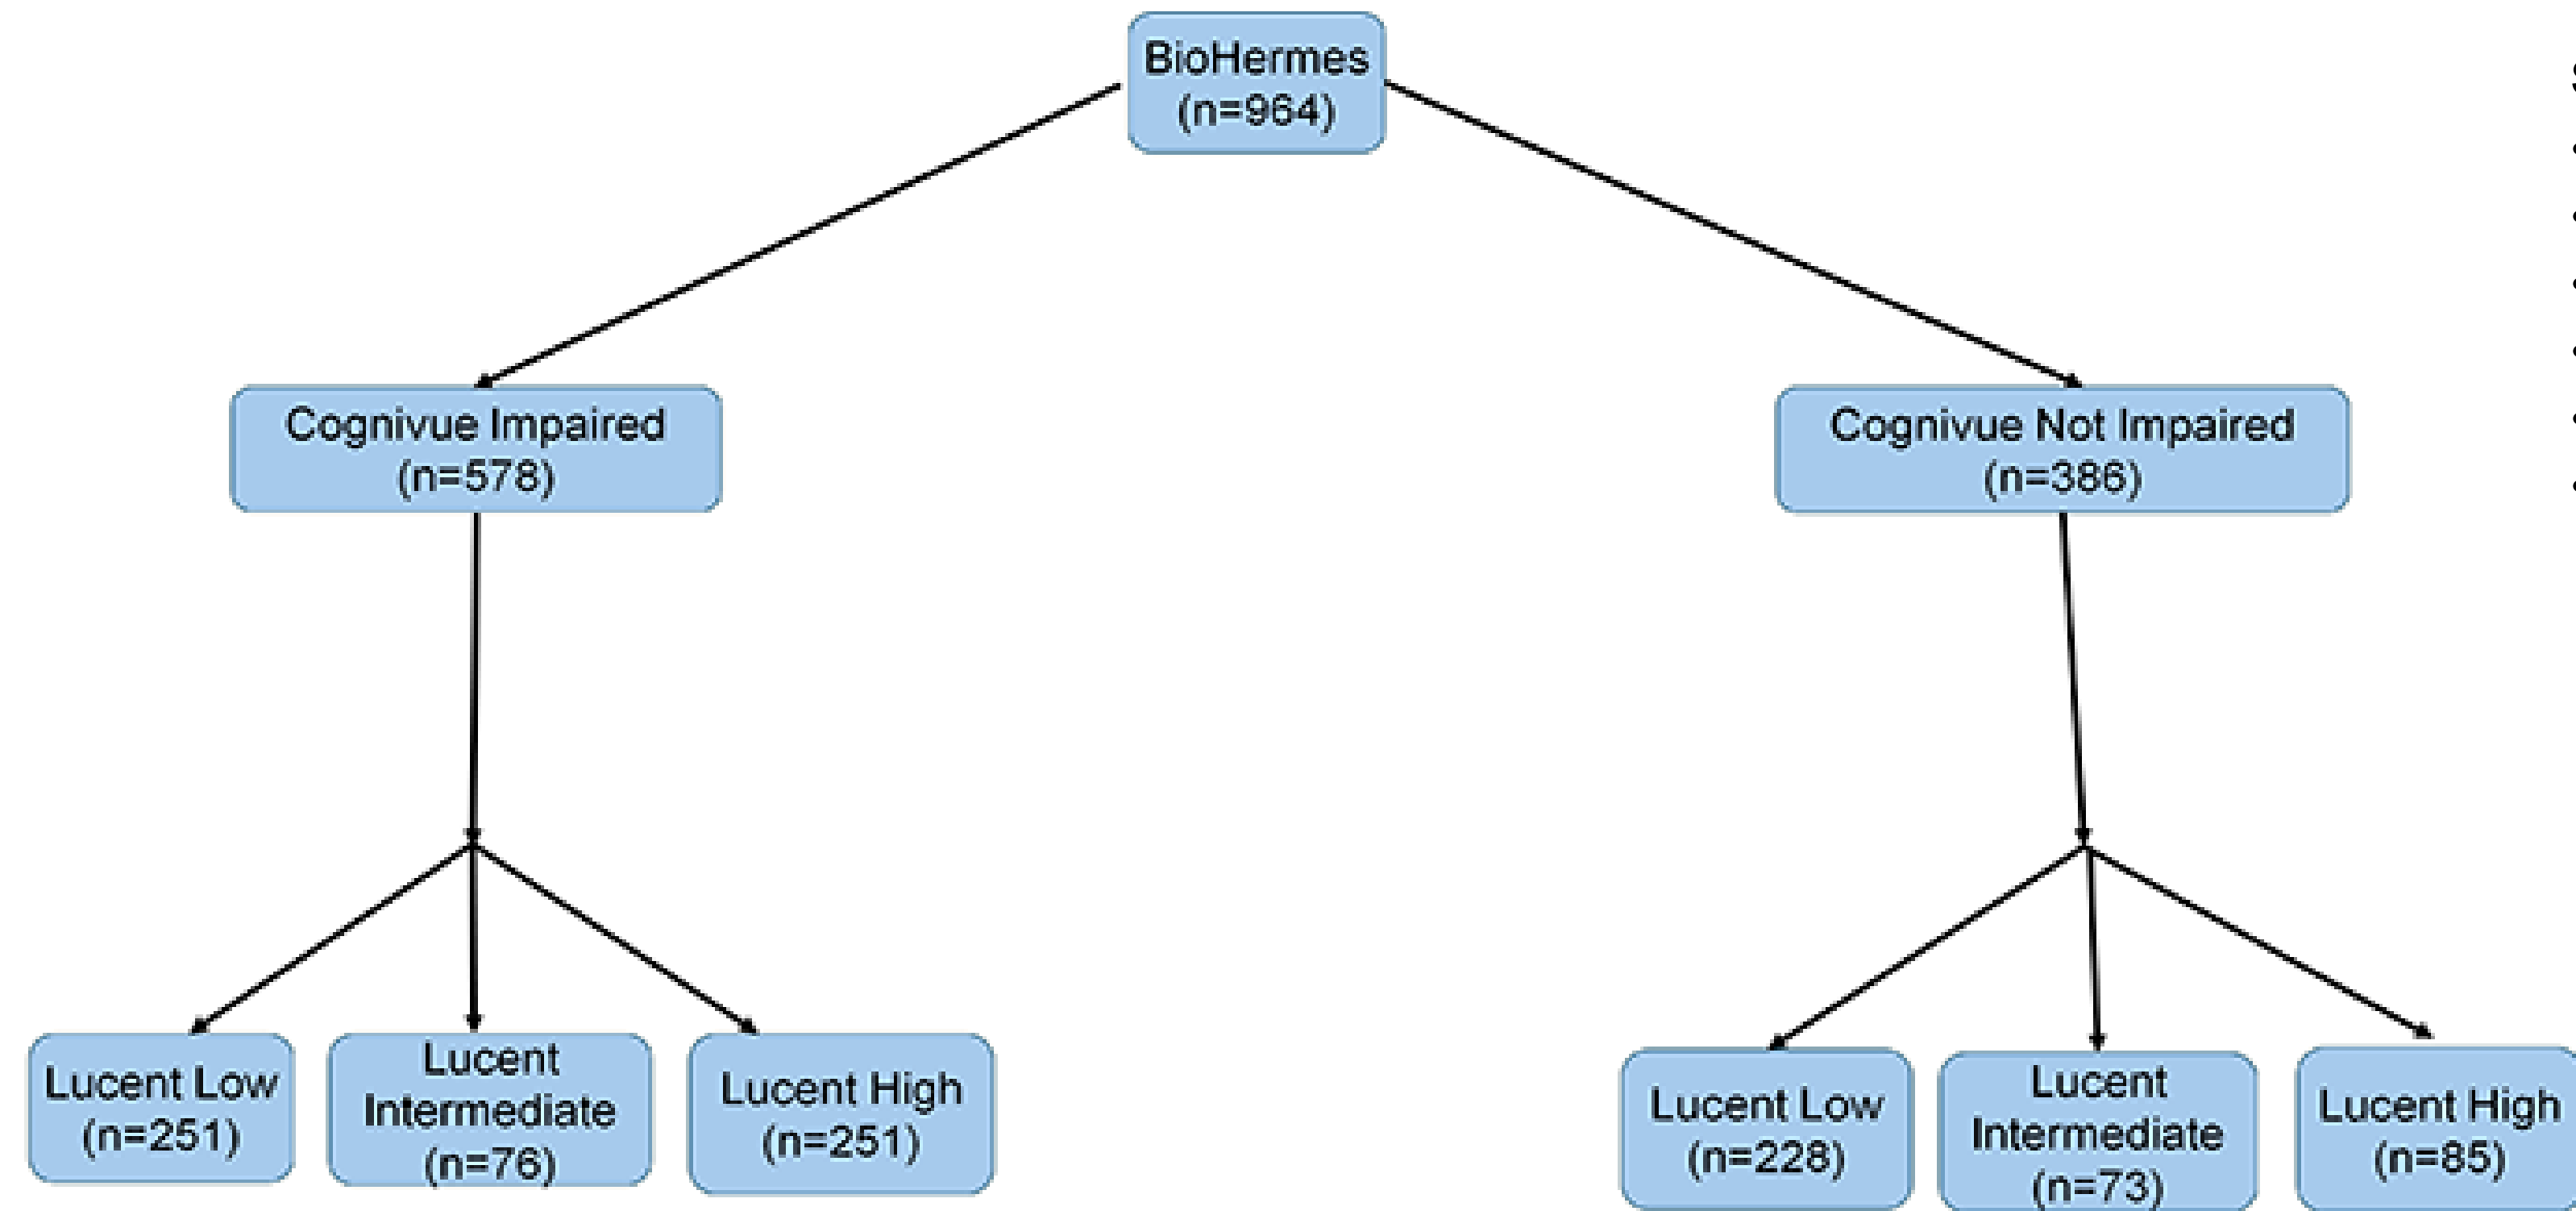 BioHermes
(n=964)
Cognivue Impaired
(n=578)
Cognivue Not Impaired
(n=386)
Lucent Low
(n=251)
Lucent
Intermediate
(n=76)
Lucent High
(n=251)
Lucent Low
(n=228)
Lucent
Intermediate
(n=73)
Lucent High
(n=85)